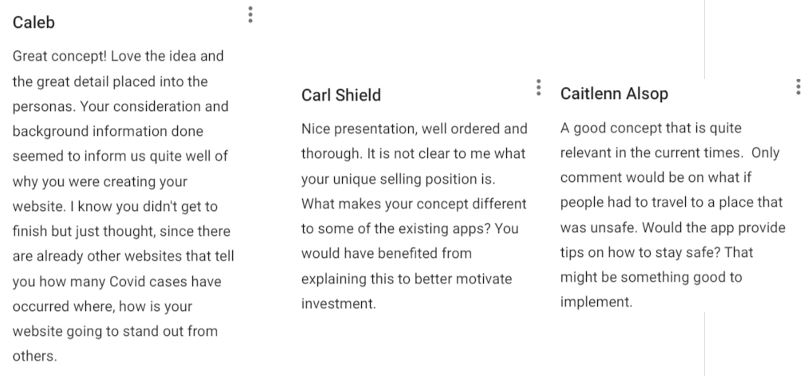 Caleb
Great concept! Love the idea and
the great detail placed into the
personas. Your consideration and
background information done
seemed to inform us quite well of
why you were creating your
website. I know you didn't get to
finish but just thought, since there
are already other websites that tell
you how many Covid cases have
occurred where, how is your
website going to stand out from
others.
Carl Shield
Nice presentation, well ordered and
thorough. It is not clear to me what
your unique selling position is.
What makes your concept different
to some of the existing apps? You
would have benefited from
explaining this to better motivate
investment.
Caitlenn Alsop
A good concept that is quite
relevant in the current times.  Only
comment would be on what if
people had to travel to a place that
was unsafe. Would the app provide
tips on how to stay safe? That
might be something good to
implement.